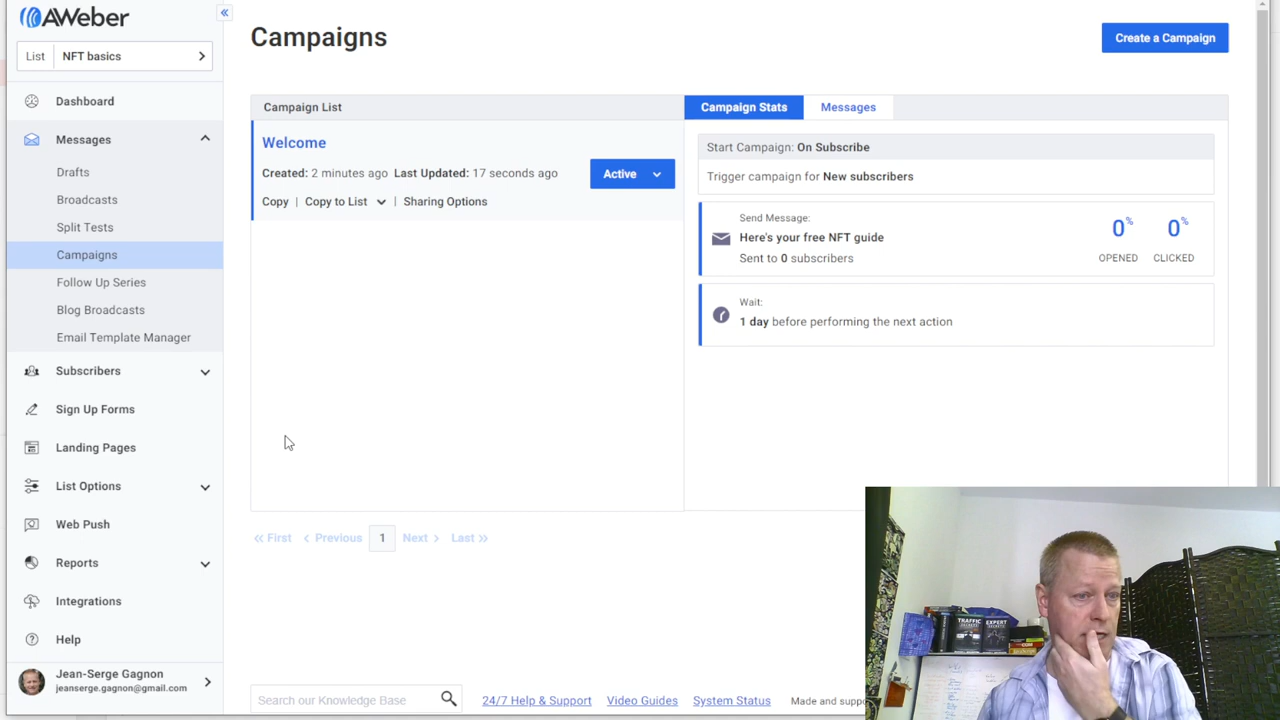 AWeber
List NFT basics
Dashboard
Messages
Drafts
Broadcasts
Split Tests
Campaigns
Follow Up Series
Blog Broadcasts
Email Template Manager
Subscribers
Sign Up Forms
Landing Pages
List Options
Web Push
Reports
Integrations
Help
Jean-Serge Gagnon
jeanserge.gagnon@gmail.com
Campaigns
Create a Campaign
Campaign List
Welcome
Created: 2 minutes ago Last Updated: 17 seconds ago
Active
Copy | Copy to List | Sharing Options
Campaign Stats Messages
Start Campaign: On Subscribe
Trigger campaign for New subscribers
Send Message:
Here's your free NFT guide
Sent to 0 subscribers
0% OPENED
0% CLICKED
Wait:
1 day before performing the next action
<< First < Previous 1 Next > Last >>
Search our Knowledge Base
24/7 Help & Support Video Guides System Status Made and suppo
TRAFFIC
SECRETS
EXPERT
SECRETS